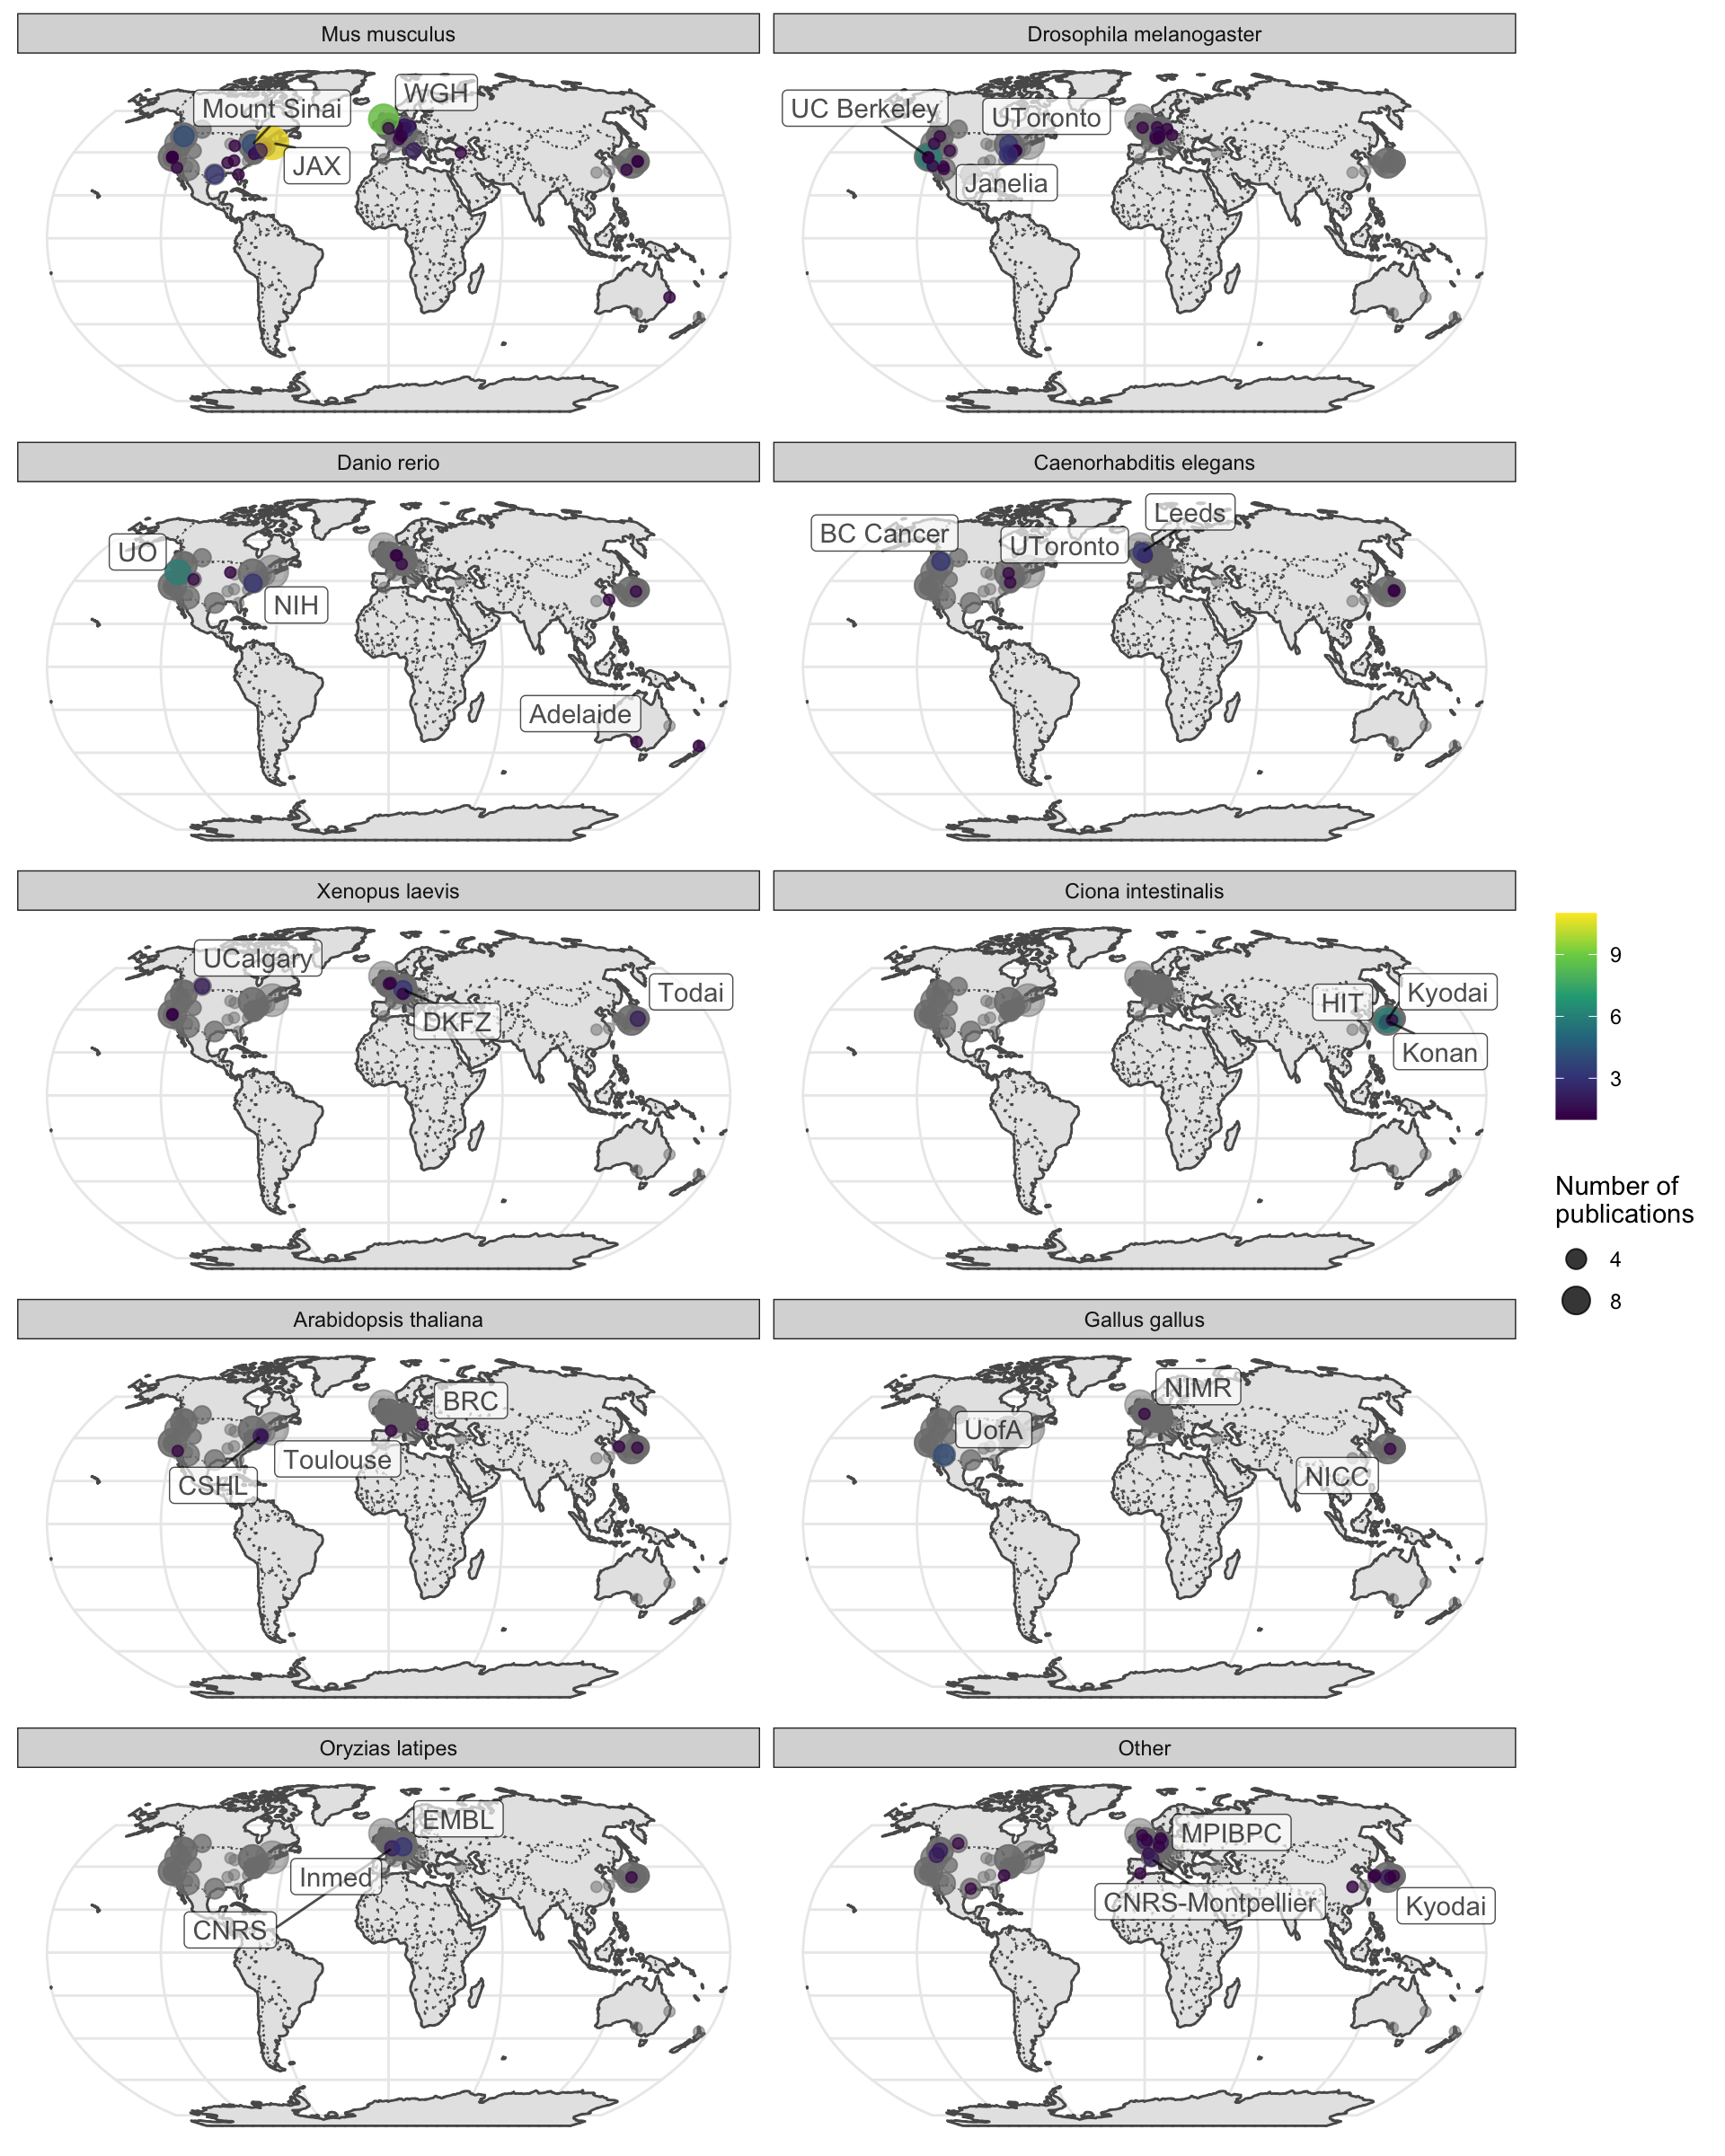 Mus musculus
Drosophila melanogaster
WGH
Mount Sinai
JAX
UC Berkeley
UToronto
Janelia
Danio rerio
Caenorhabditis elegans
UO
NIH
Adelaide
Leeds
BC Cancer
UToronto
Xenopus laevis
Ciona intestinalis
UCalgary
Todai
DKFZ
HIT
Kyodai
Konan
9
6
3
Number of
publications
4
8
Arabidopsis thaliana
Gallus gallus
BRC
Toulouse
CSHL
NIMR
UofA
NICC
Oryzias latipes
Other
EMBL
Inmed
CNRS
MPIBPC
CNRS-Montpellier
Kyodai